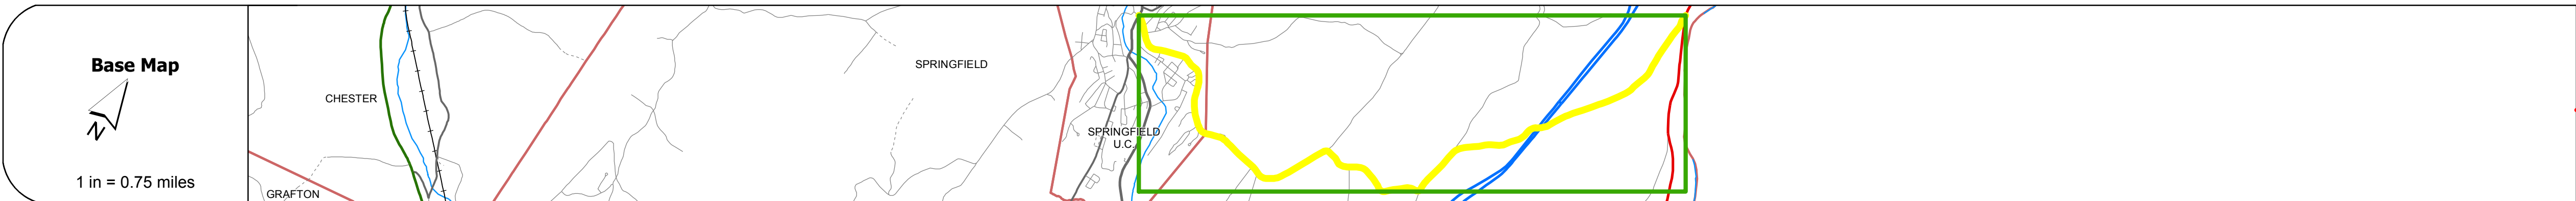 Base Map
N
1 in = 0.75 miles
CHESTER
GRAFTON
SPRINGFIELD
SPRINGFIELD
U.C.